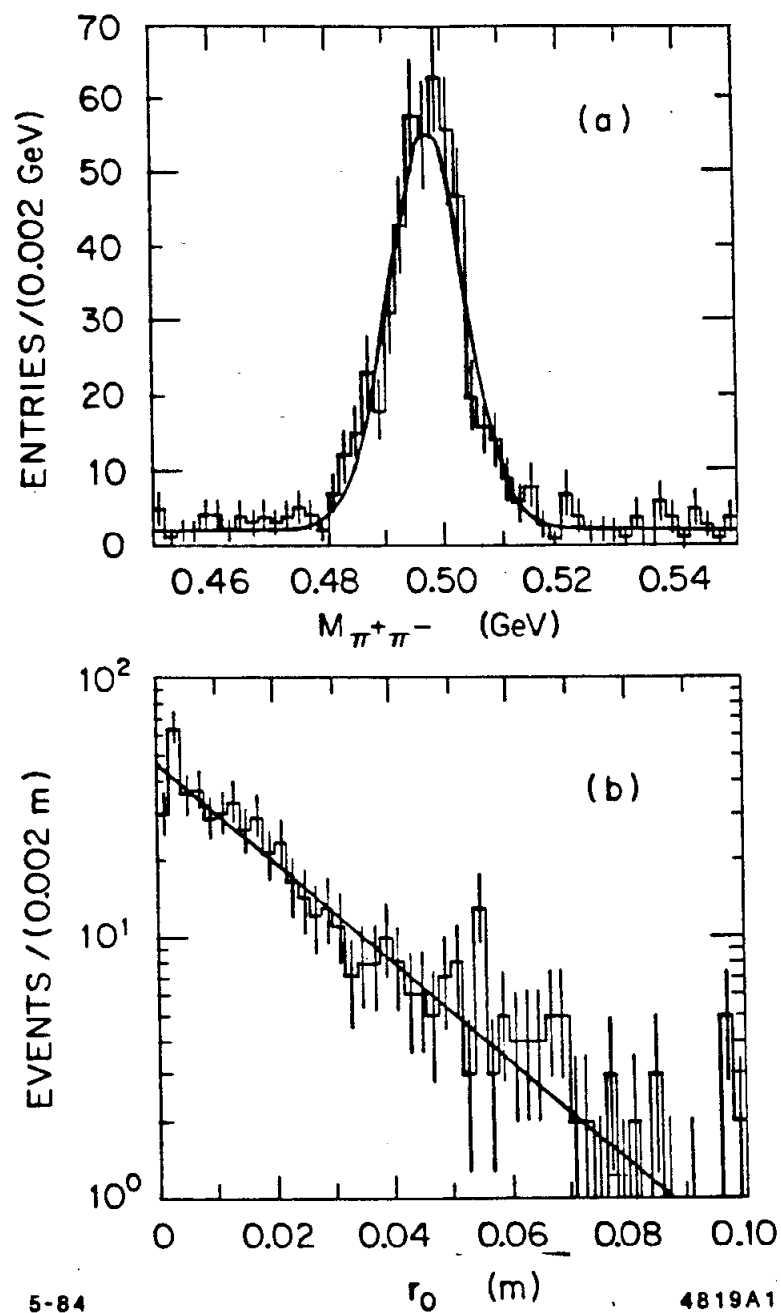 70
60
50
40
30
20
10
0
ENTRIES/(0.002 GeV)
(a)
0.46 0.48 0.50 0.52 0.54
Mπ+π- (GeV)
10²
10¹
10⁰
EVENTS/(0.002 m)
(b)
0 0.02 0.04 0.06 0.08 0.10
r₀ (m)
5-84 4819A1